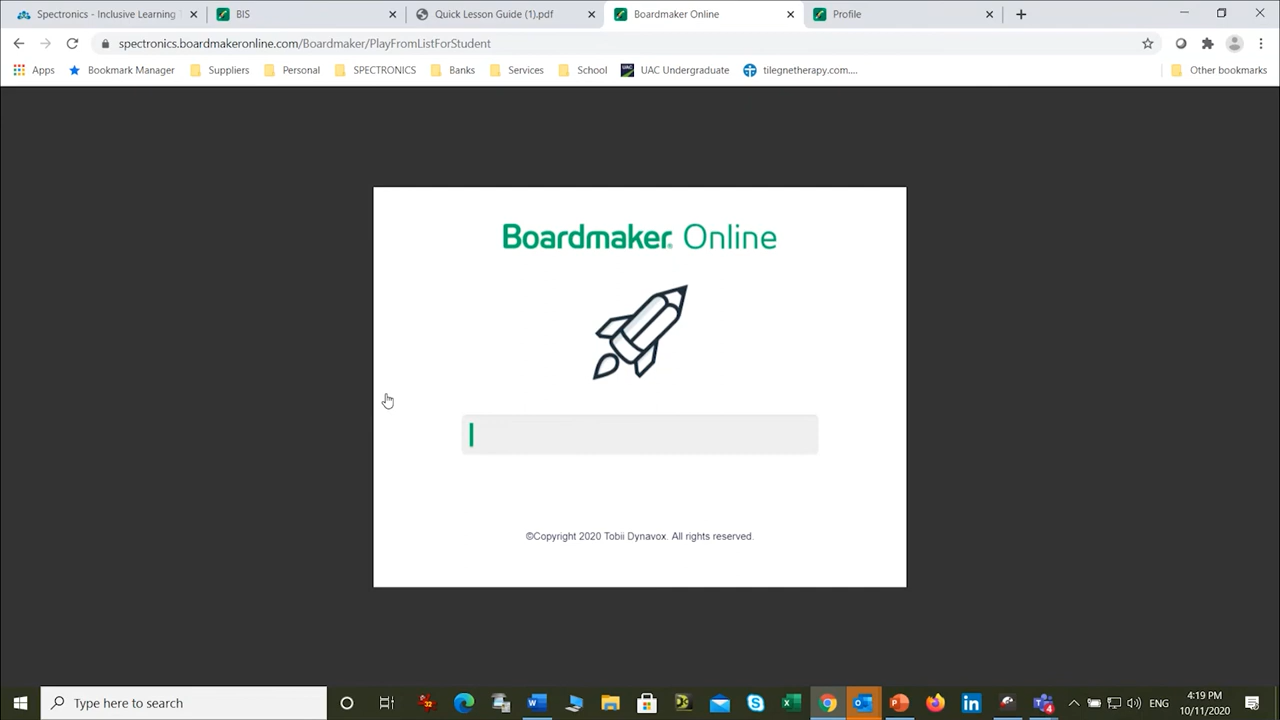 Spectronics - Inclusive Learning
BIS
Quick Lesson Guide (1).pdf
Boardmaker Online
Profile
spectronics.boardmakeronline.com/Boardmaker/PlayFromListForStudent
Apps
Bookmark Manager
Suppliers
Personal
SPECTRONICS
Banks
Services
School
UAC Undergraduate
tilegnetherapy.com....
Other bookmarks
Boardmaker® Online
©Copyright 2020 Tobii Dynavox. All rights reserved.
Type here to search
ENG
4:19 PM
10/11/2020